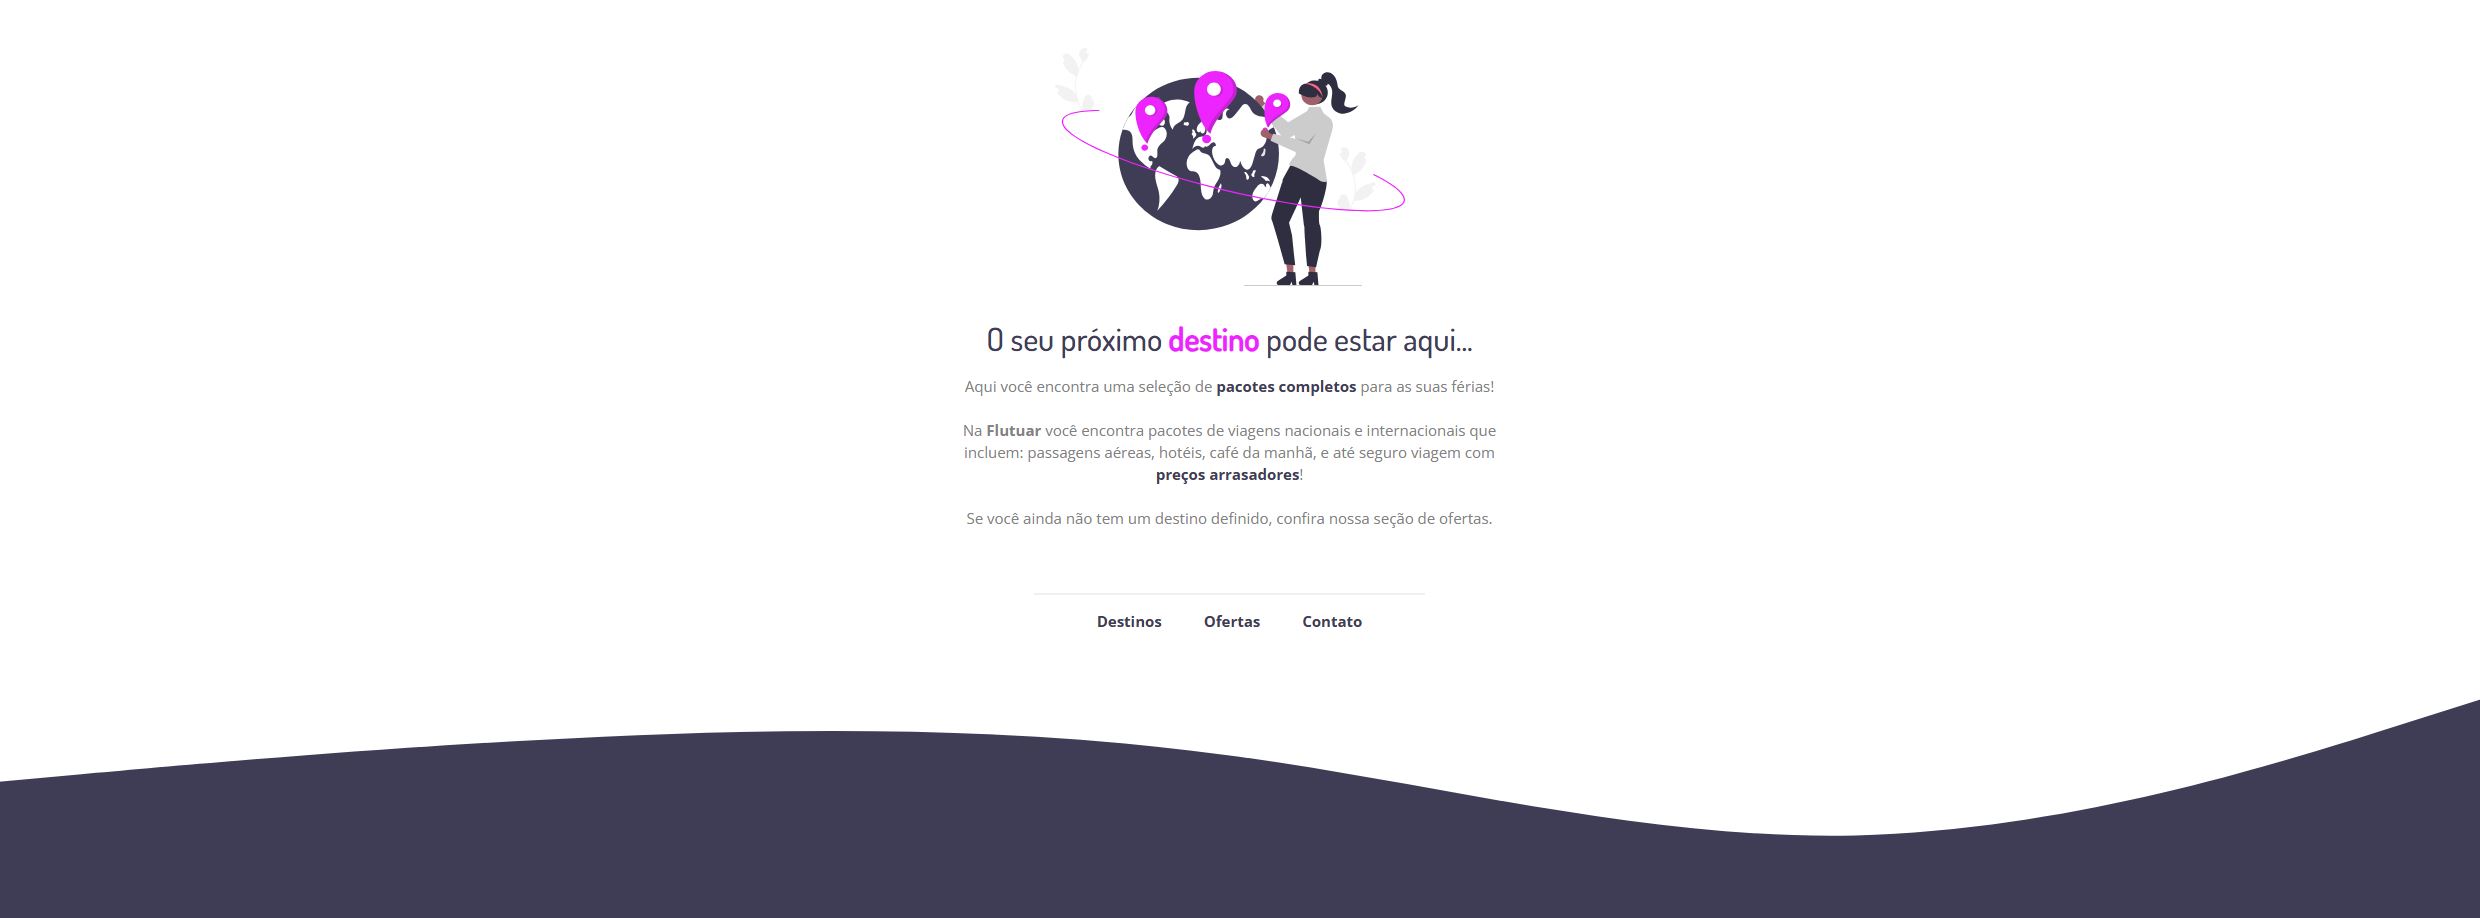 O seu próximo destino pode estar aqui...
Aqui você encontra uma seleção de pacotes completos para as suas férias!
Na Flutuar você encontra pacotes de viagens nacionais e internacionais que
incluem: passagens aéreas, hotéis, café da manhã, e até seguro viagem com
preços arrasadores!
Se você ainda não tem um destino definido, confira nossa seção de ofertas.
Destinos Ofertas Contato